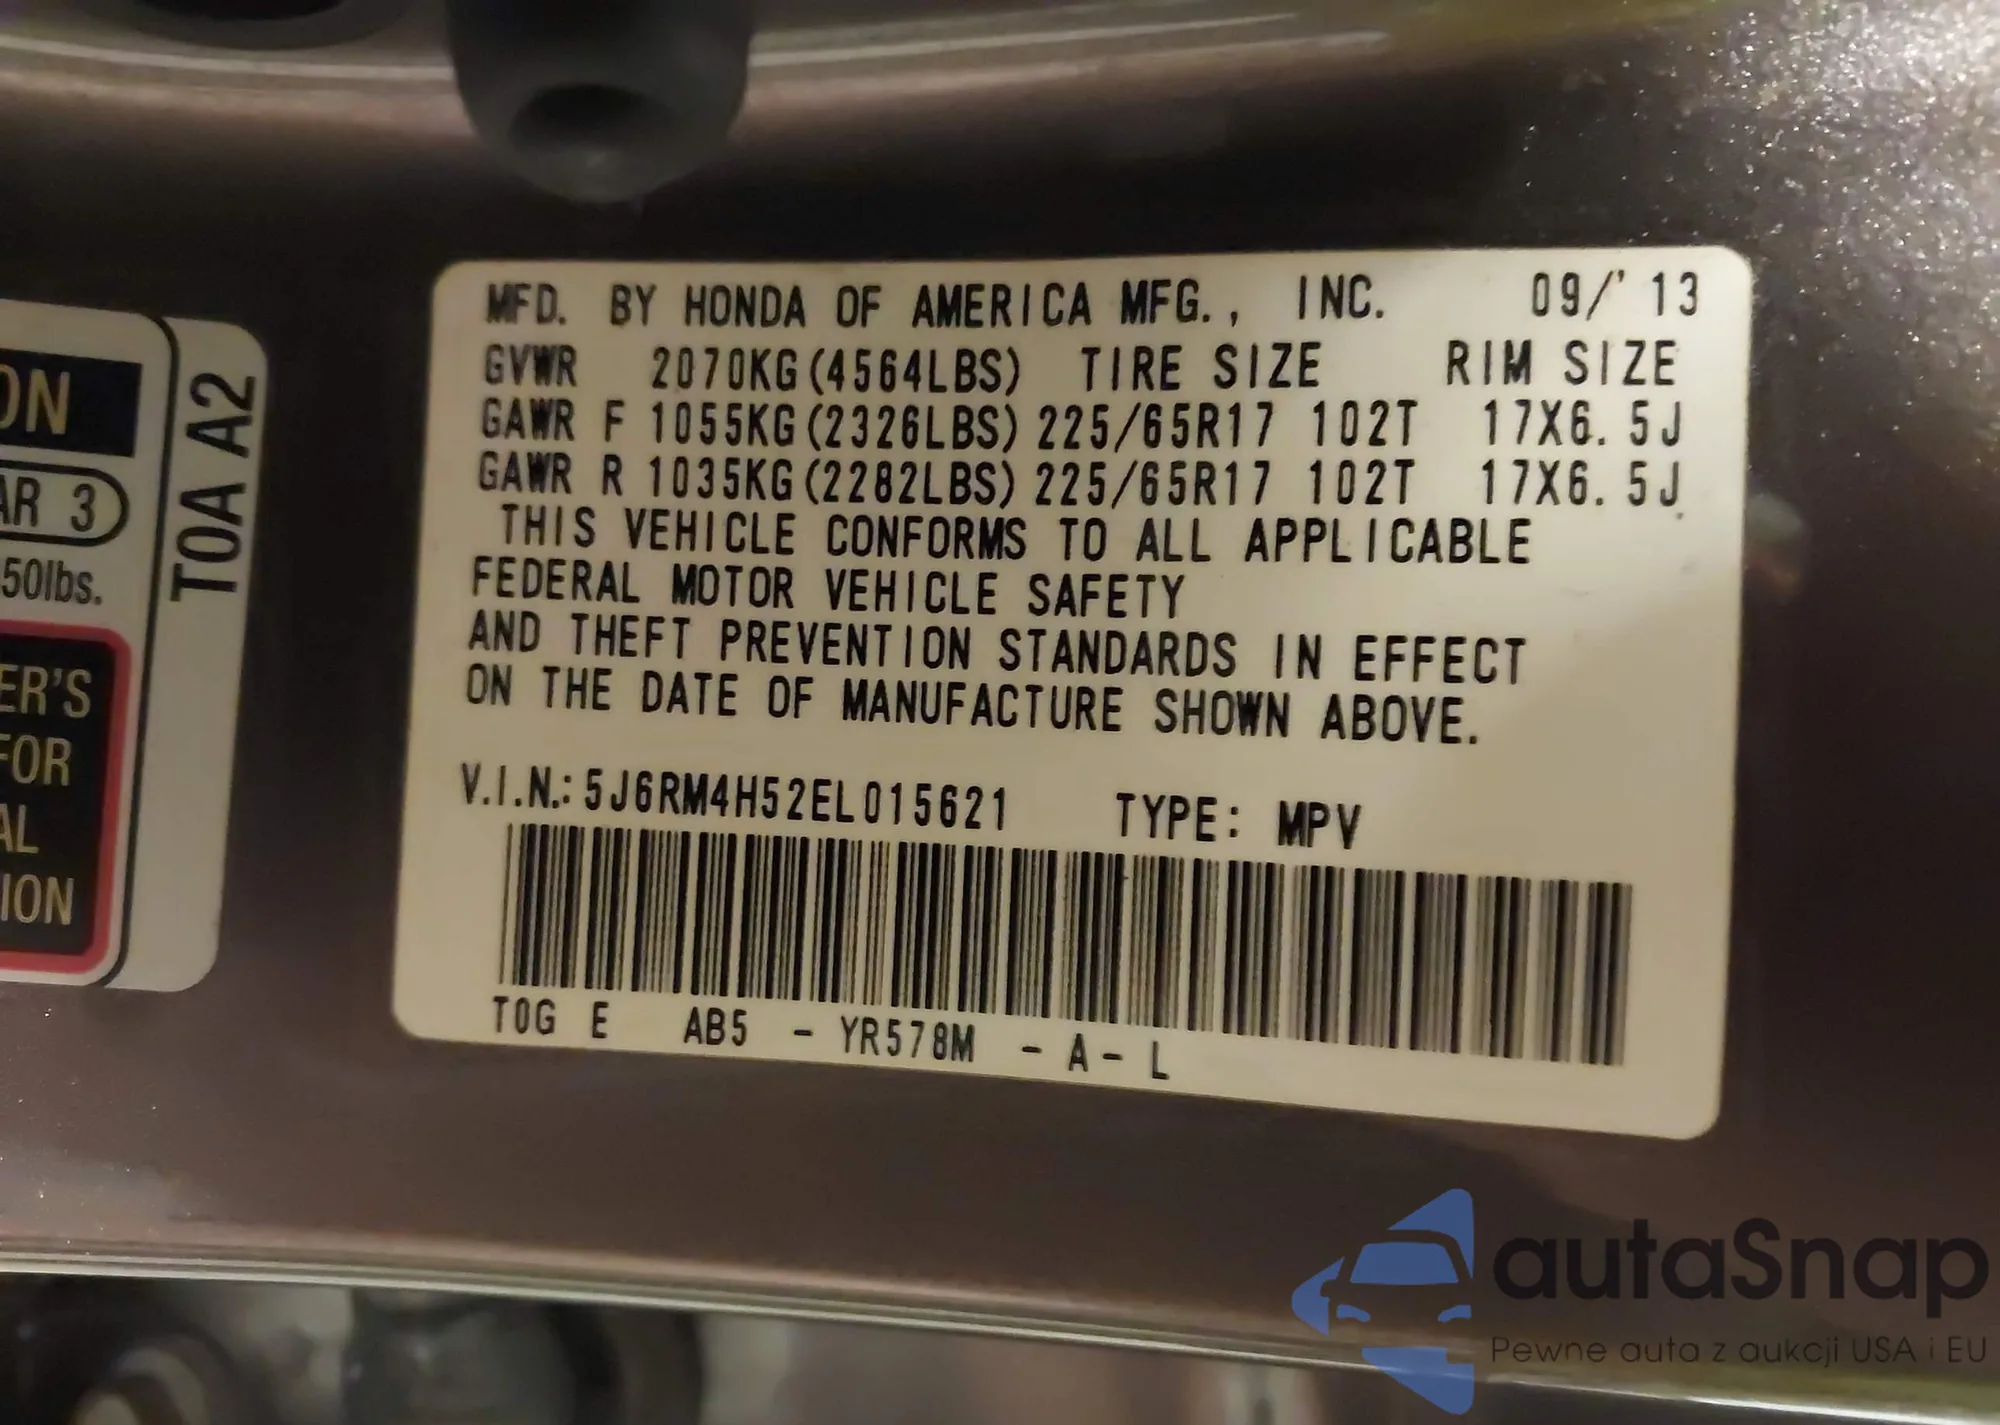 MFD. BY HONDA OF AMERICA MFG., INC. 09/'13
GVWR 2070KG(4564LBS) TIRE SIZE RIM SIZE
GAWR F 1055KG(2326LBS) 225/65R17 102T 17X6.5J
GAWR R 1035KG(2282LBS) 225/65R17 102T 17X6.5J
THIS VEHICLE CONFORMS TO ALL APPLICABLE
FEDERAL MOTOR VEHICLE SAFETY
AND THEFT PREVENTION STANDARDS IN EFFECT
ON THE DATE OF MANUFACTURE SHOWN ABOVE.
V.I.N.: 5J6RM4H52EL015621 TYPE: MPV
T0G E AB5 - YR578M - A - L
ON
AR 3
50lbs.
ER'S
FOR
AL
ION
T0A A2
autaSnap
Pewne auta z aukcji USA i EU